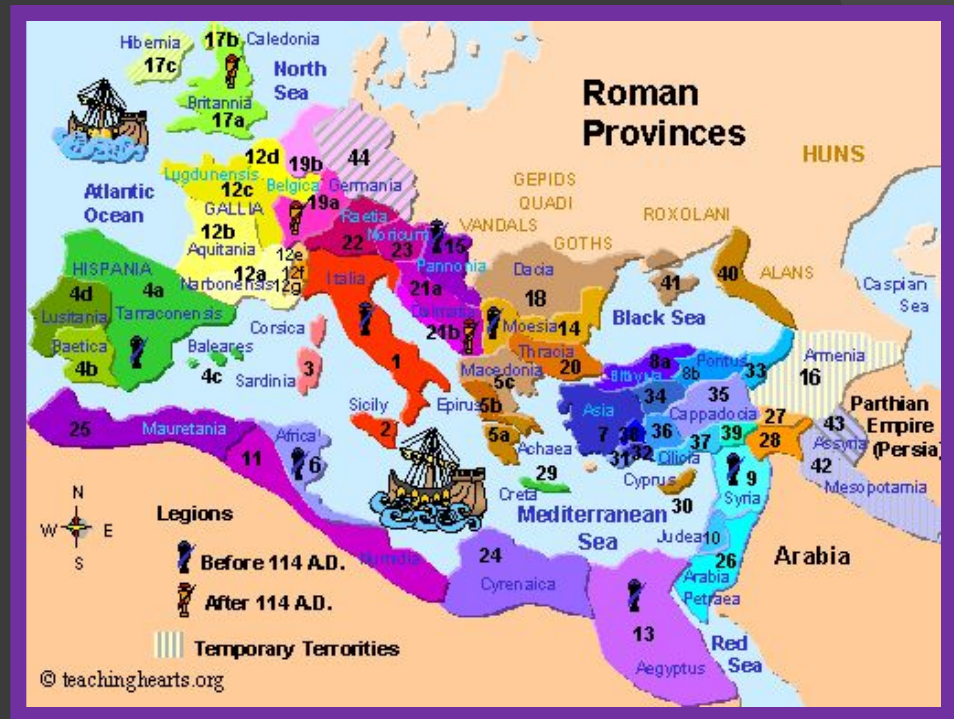 Hibernia
17c
17b Caledonia
North
Sea
Britannia
17a
Roman
Provinces
HUNS
Atlantic
Ocean
12d
Lugdunensis
12c
GALLIA
12b
Aquitania
12a
Narbonensis
12e
12f
12g
19b
Belgica
19a
44
Germania
Raetia
22
Noricum
23
15
Pannonia
21a
Dalmatia
21b
GEPIDS
QUADI
VANDALS
GOTHS
ROXOLANI
ALANS
40
41
Caspian
Sea
HISPANIA
4d
4a
Lusitania
Tarraconensis
Baetica
4b
Baleares
4c
Corsica
Sardinia
3
Italia
1
Sicily
2
Dacia
18
Moesia 14
Thracia
20
Macedonia
5c
Epirus
5b
5a
Achaea
Black Sea
8a
Pontus
8b
33
34
35
Cappadocia
Asia
7
36
37
39
31
32
Cilicia
Armenia
16
27
28
43
Assyria
42
Mesopotamia
Parthian
Empire
(Persia)
25
Mauretania
11
Africa
6
Numidia
29
Creta
Cyprus
30
Mediterranean
Sea
9
Syria
Judea 10
26
Arabia
Petraea
Arabia
24
Cyrenaica
13
Aegyptus
Red
Sea
N
W E
S
Legions
Before 114 A.D.
After 114 A.D.
Temporary Terrorities
© teachinghearts.org